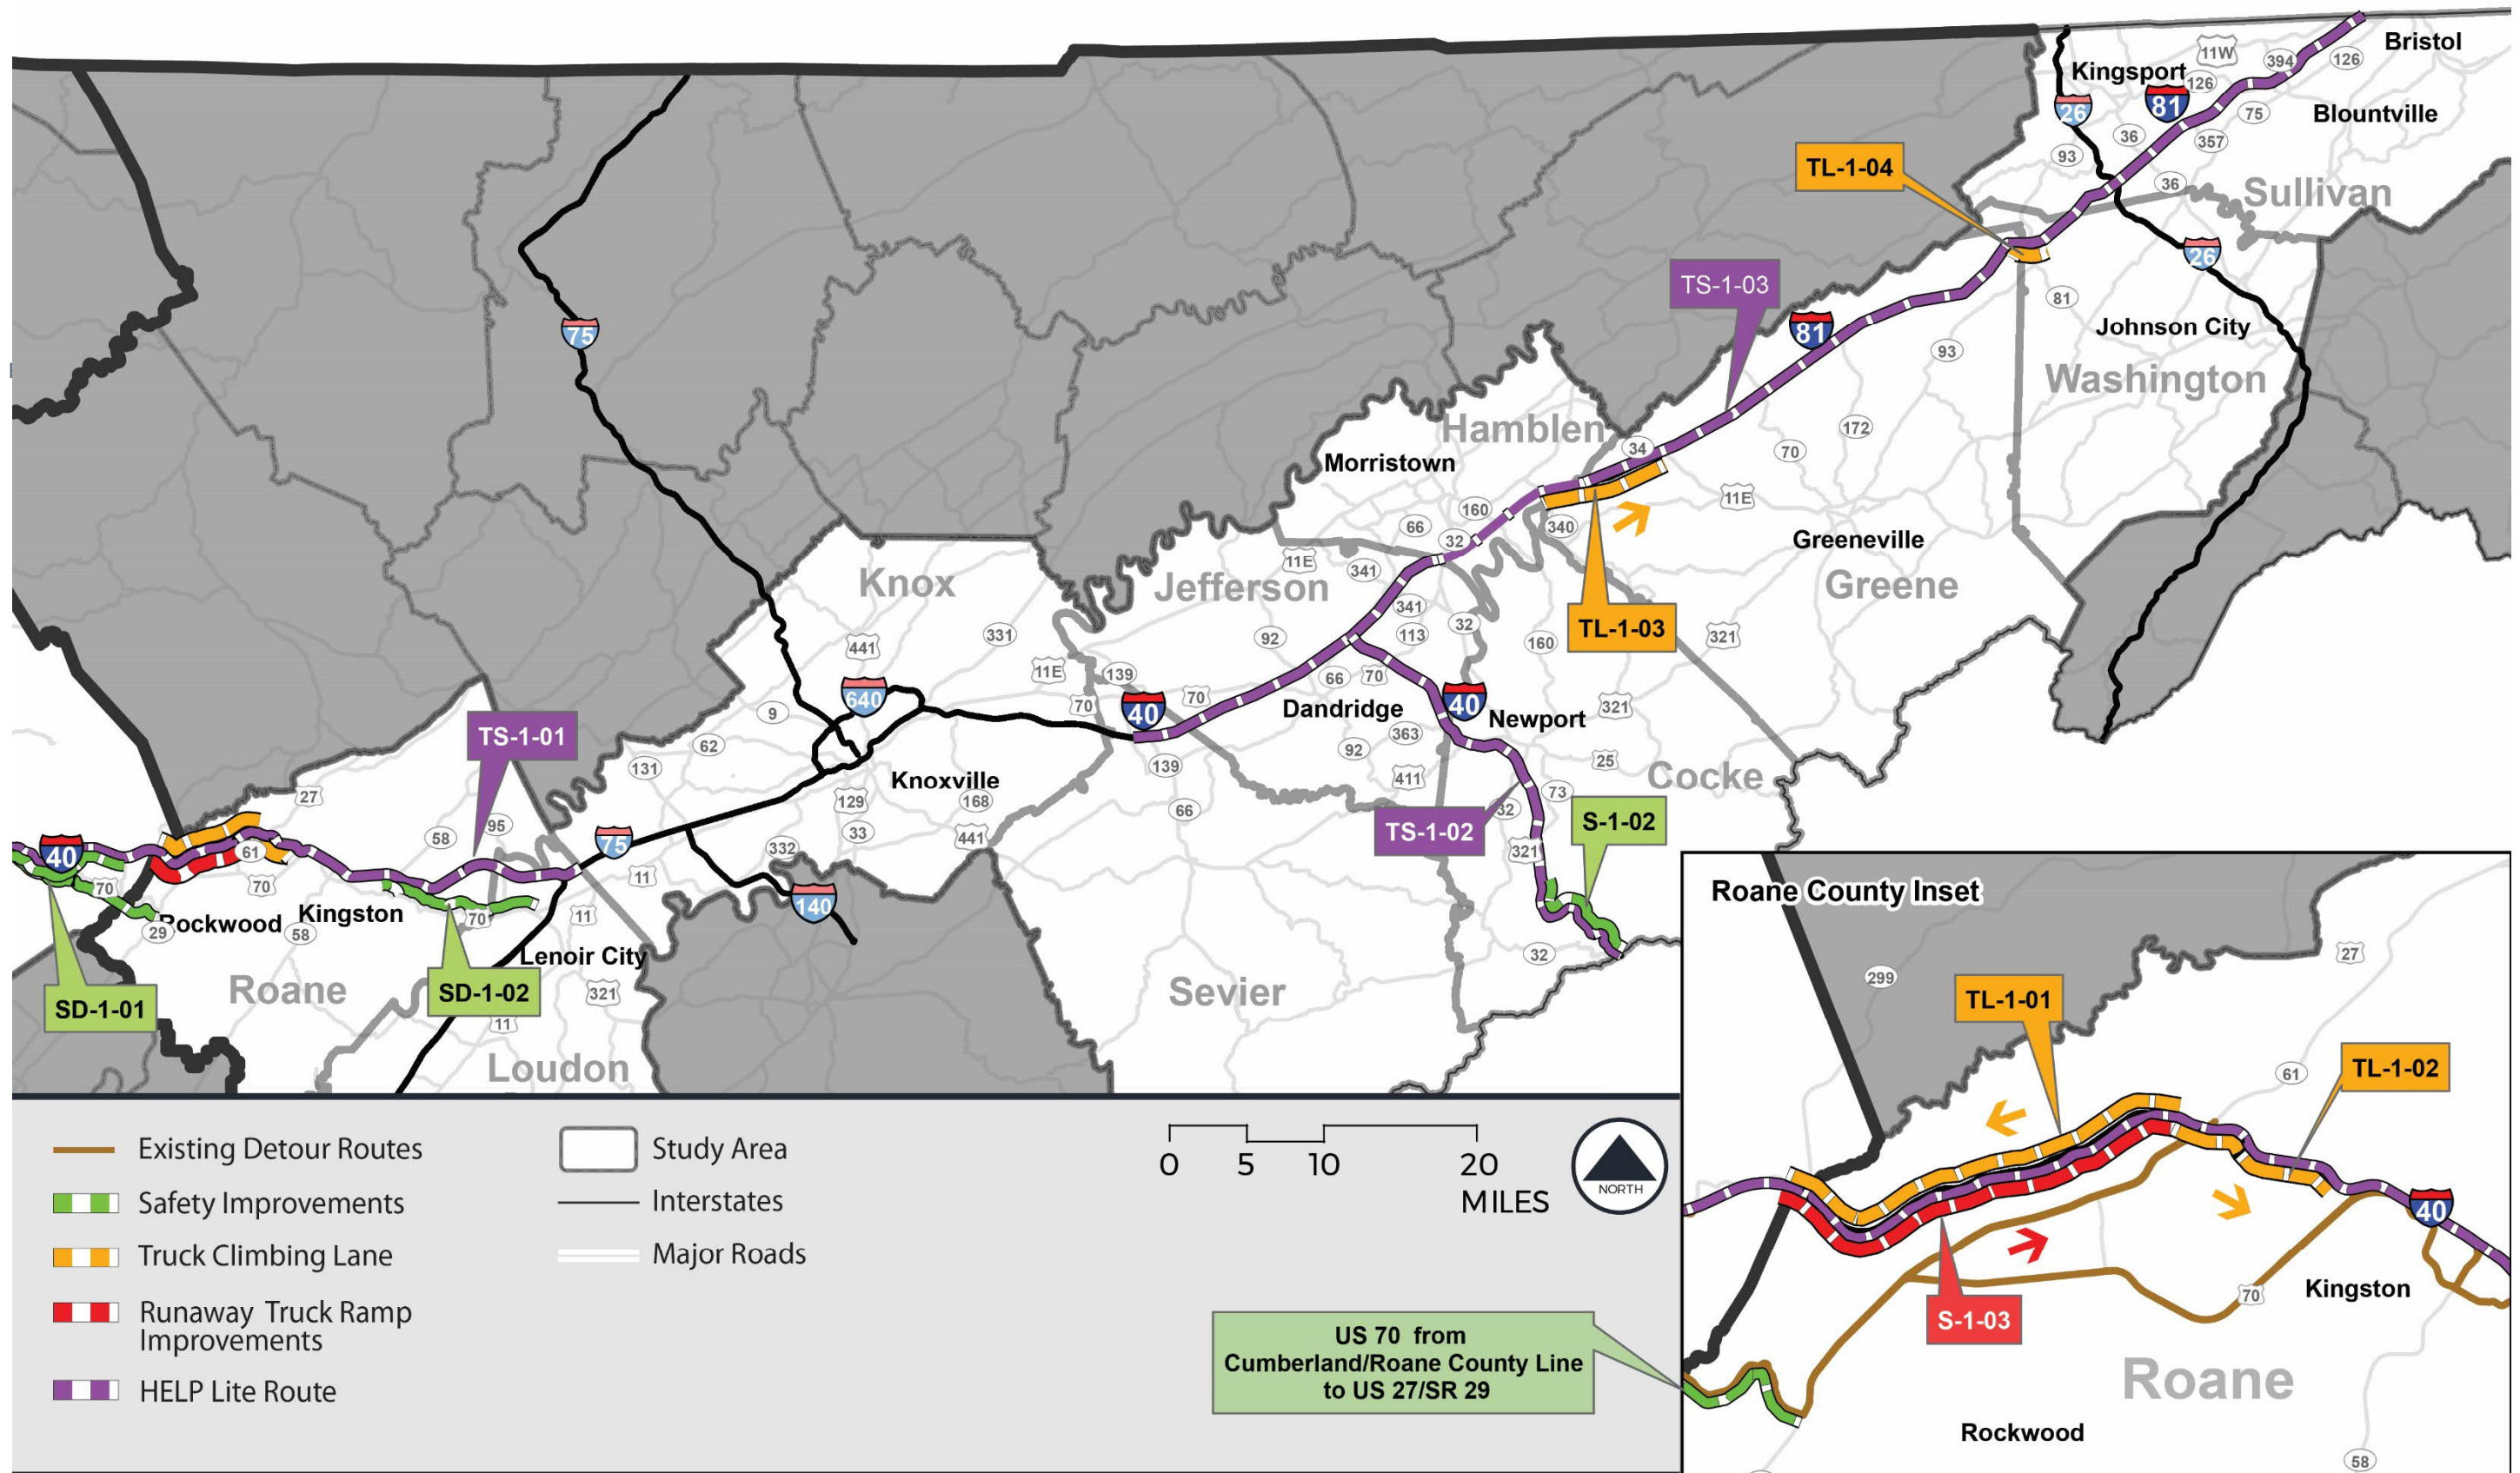 Bristol
11W
394
126
Kingsport
126
81
26
75
Blountville
36
357
93
TL-1-04
36
Sullivan
26
TS-1-03
75
81
81
Johnson City
93
Washington
Hamblen
172
34
70
Morristown
11E
160
66
340
32
Greeneville
11E
341
Knox
Jefferson
Greene
341
331
92
113
32
TL-1-03
321
441
160
11E
139
66
70
640
70
70
40
40
321
9
Dandridge
Newport
TS-1-01
363
62
92
25
131
139
Knoxville
411
Cocke
27
129
168
66
73
32
S-1-02
58
95
33
441
TS-1-02
75
332
321
40
61
70
70
11
140
Rockwood
Kingston
70
11
29
58
Lenoir City
32
SD-1-01
Roane
SD-1-02
321
Sevier
11
Loudon
Existing Detour Routes
Safety Improvements
Truck Climbing Lane
Runaway Truck Ramp
Improvements
HELP Lite Route
Study Area
Interstates
Major Roads
0 5 10 20
MILES
NORTH
US 70 from
Cumberland/Roane County Line
to US 27/SR 29
Roane County Inset
299
27
TL-1-01
61
TL-1-02
40
S-1-03
70
Kingston
Roane
Rockwood
58